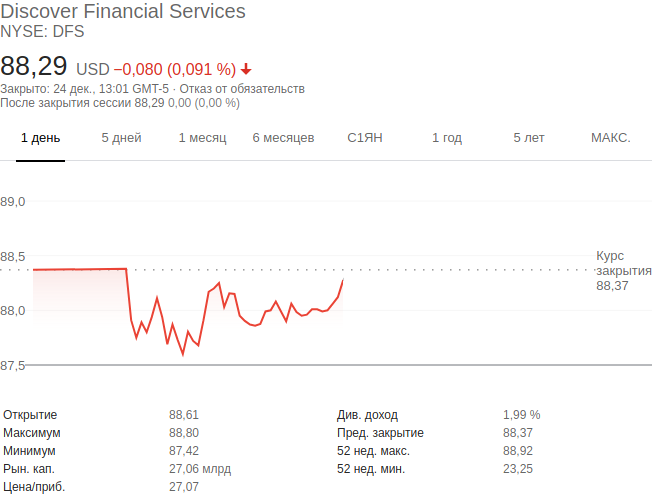 Discover Financial Services
NYSE: DFS
88,29 USD −0,080 (0,091 %)
Закрыто: 24 дек., 13:01 GMT-5 · Отказ от обязательств
После закрытия сессии 88,29 0,00 (0,00 %)
1 день 5 дней 1 месяц 6 месяцев С1ЯН 1 год 5 лет МАКС.
89,0
88,5
88,0
87,5
Курс
закрытия
88,37
Открытие 88,61 Див. доход 1,99 %
Максимум 88,80 Пред. закрытие 88,37
Минимум 87,42 52 нед. макс. 88,92
Рын. кап. 27,06 млрд 52 нед. мин. 23,25
Цена/приб. 27,07